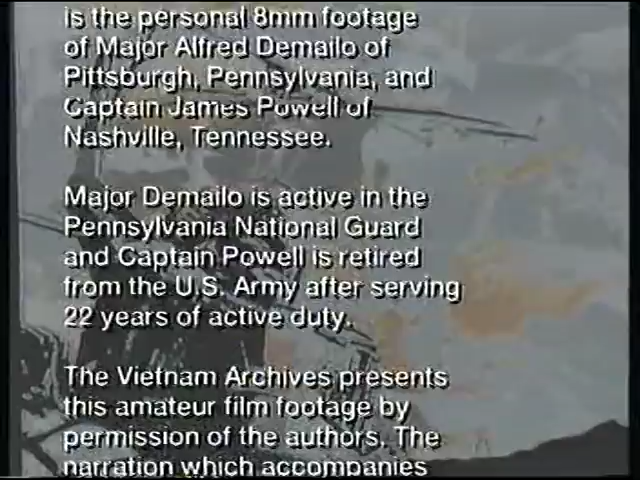 is the personal 8mm footage
of Major Alfred Demailo of
Pittsburgh, Pennsylvania, and
Captain James Powell of
Nashville, Tennessee.
Major Demailo is active in the
Pennsylvania National Guard
and Captain Powell is retired
from the U.S. Army after serving
22 years of active duty.
The Vietnam Archives presents
this amateur film footage by
permission of the authors. The
narration which accompanies